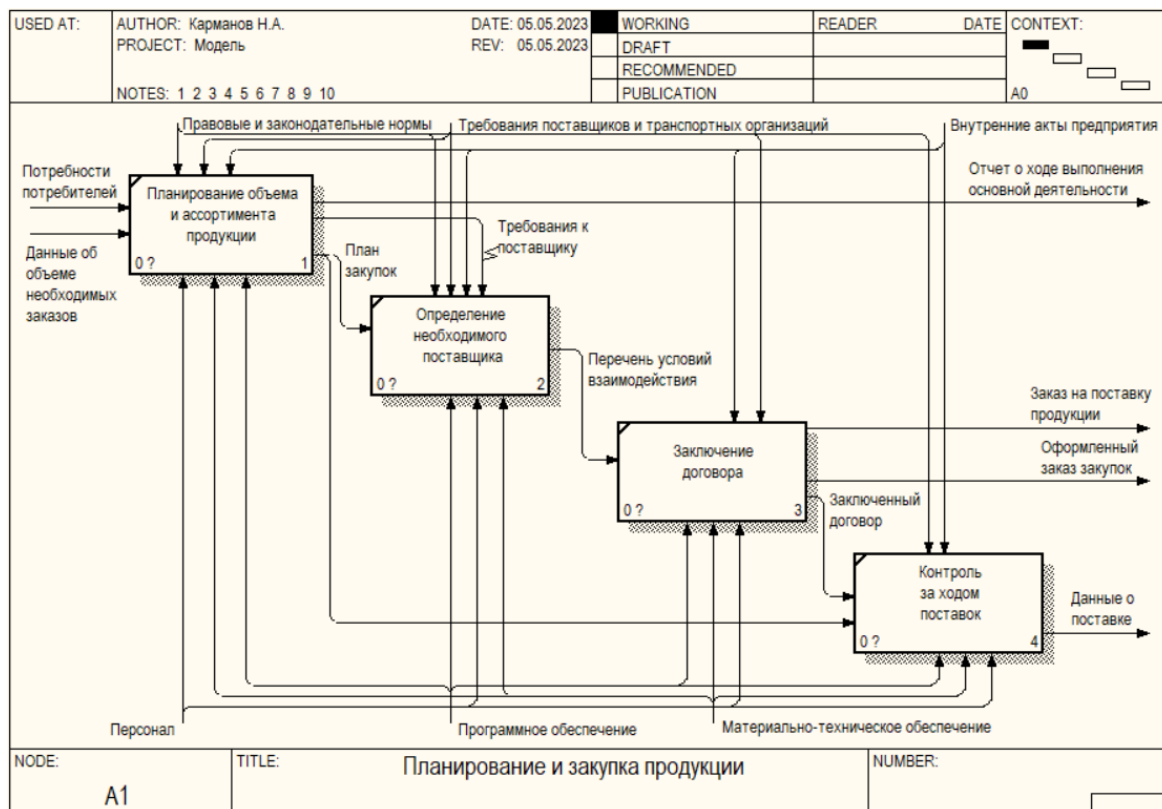 USED AT:
AUTHOR: Карманов Н.А.
DATE: 05.05.2023
PROJECT: Модель
REV: 05.05.2023
NOTES: 1 2 3 4 5 6 7 8 9 10
WORKING
DRAFT
RECOMMENDED
PUBLICATION
READER
DATE
CONTEXT:
A0
Правовые и законодательные нормы
Требования поставщиков и транспортных организаций
Внутренние акты предприятия
Потребности
потребителей
Данные об
объеме
необходимых
заказов
Планирование объема
и ассортимента
продукции
0 ?
1
Отчет о ходе выполнения
основной деятельности
Требования к
поставщику
План
закупок
Определение
необходимого
поставщика
0 ?
2
Перечень условий
взаимодействия
Заключение
договора
0 ?
3
Заказ на поставку
продукции
Оформленный
заказ закупок
Заключенный
договор
Контроль
за ходом
поставок
0 ?
4
Данные о
поставке
Персонал
Программное обеспечение
Материально-техническое обеспечение
NODE:
A1
TITLE:
Планирование и закупка продукции
NUMBER: